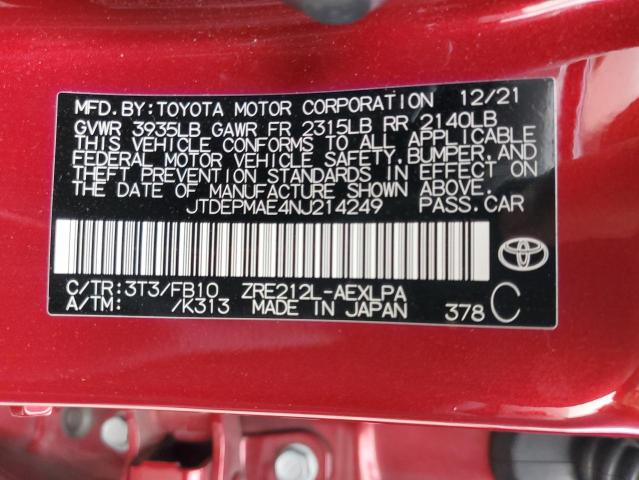 MFD.BY:TOYOTA MOTOR CORPORATION 12/21
GVWR 3935LB GAWR FR 2315LB RR 2140LB
THIS VEHICLE CONFORMS TO ALL APPLICABLE
FEDERAL MOTOR VEHICLE SAFETY, BUMPER, AND
THEFT PREVENTION STANDARDS IN EFFECT ON
THE DATE OF MANUFACTURE SHOWN ABOVE.
JTDEPMAE4NJ214249 PASS.CAR
C/TR:3T3/FB10 ZRE212L-AEXLPA
A/TM: /K313 MADE IN JAPAN 378 C